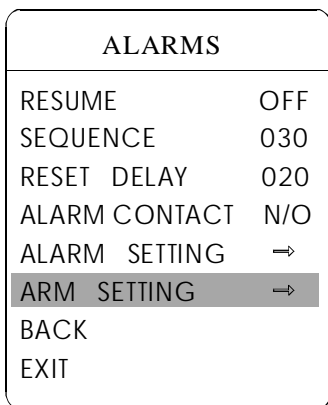 ALARMS
RESUME OFF
SEQUENCE 030
RESET DELAY 020
ALARM CONTACT N/O
ALARM SETTING ⇒
ARM SETTING ⇒
BACK
EXIT